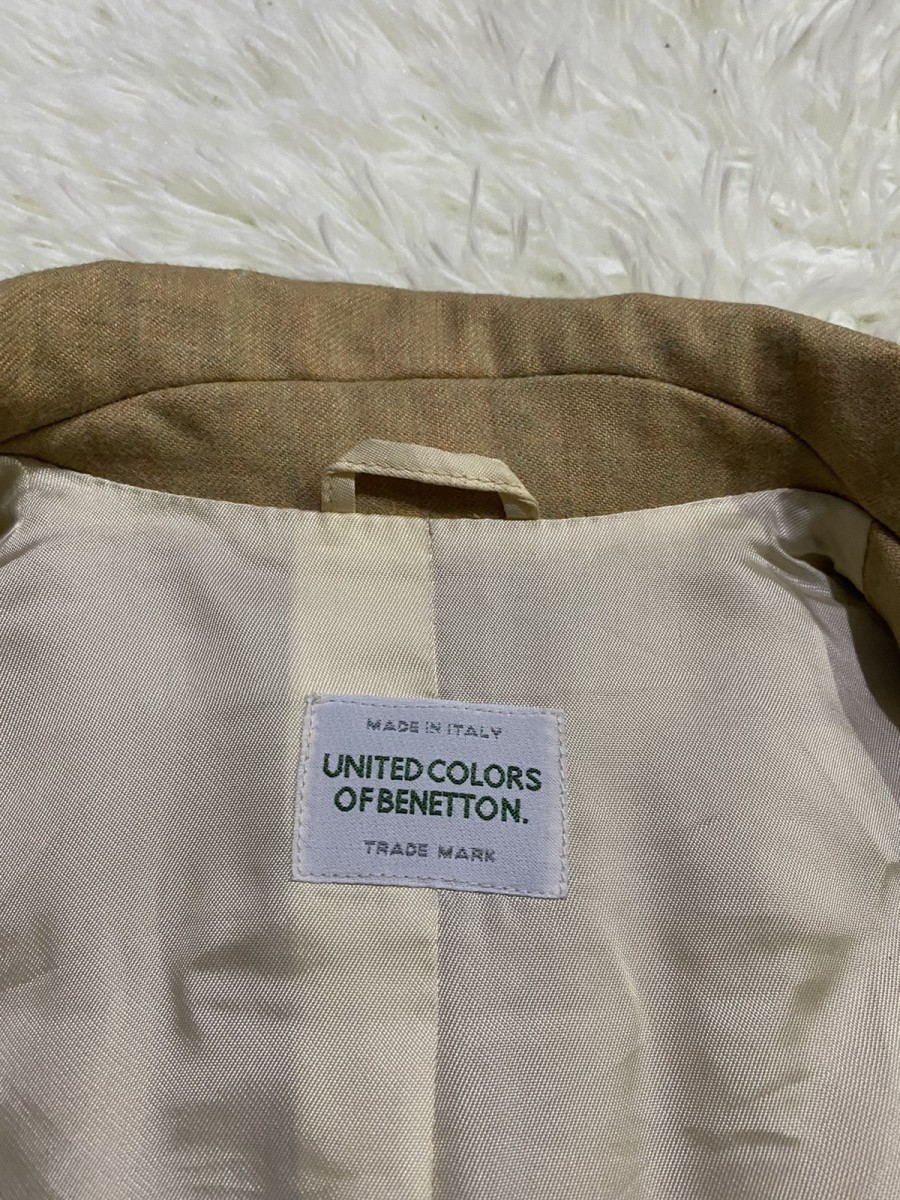 MADE IN ITALY
UNITED COLORS
OF BENETTON.
TRADE MARK